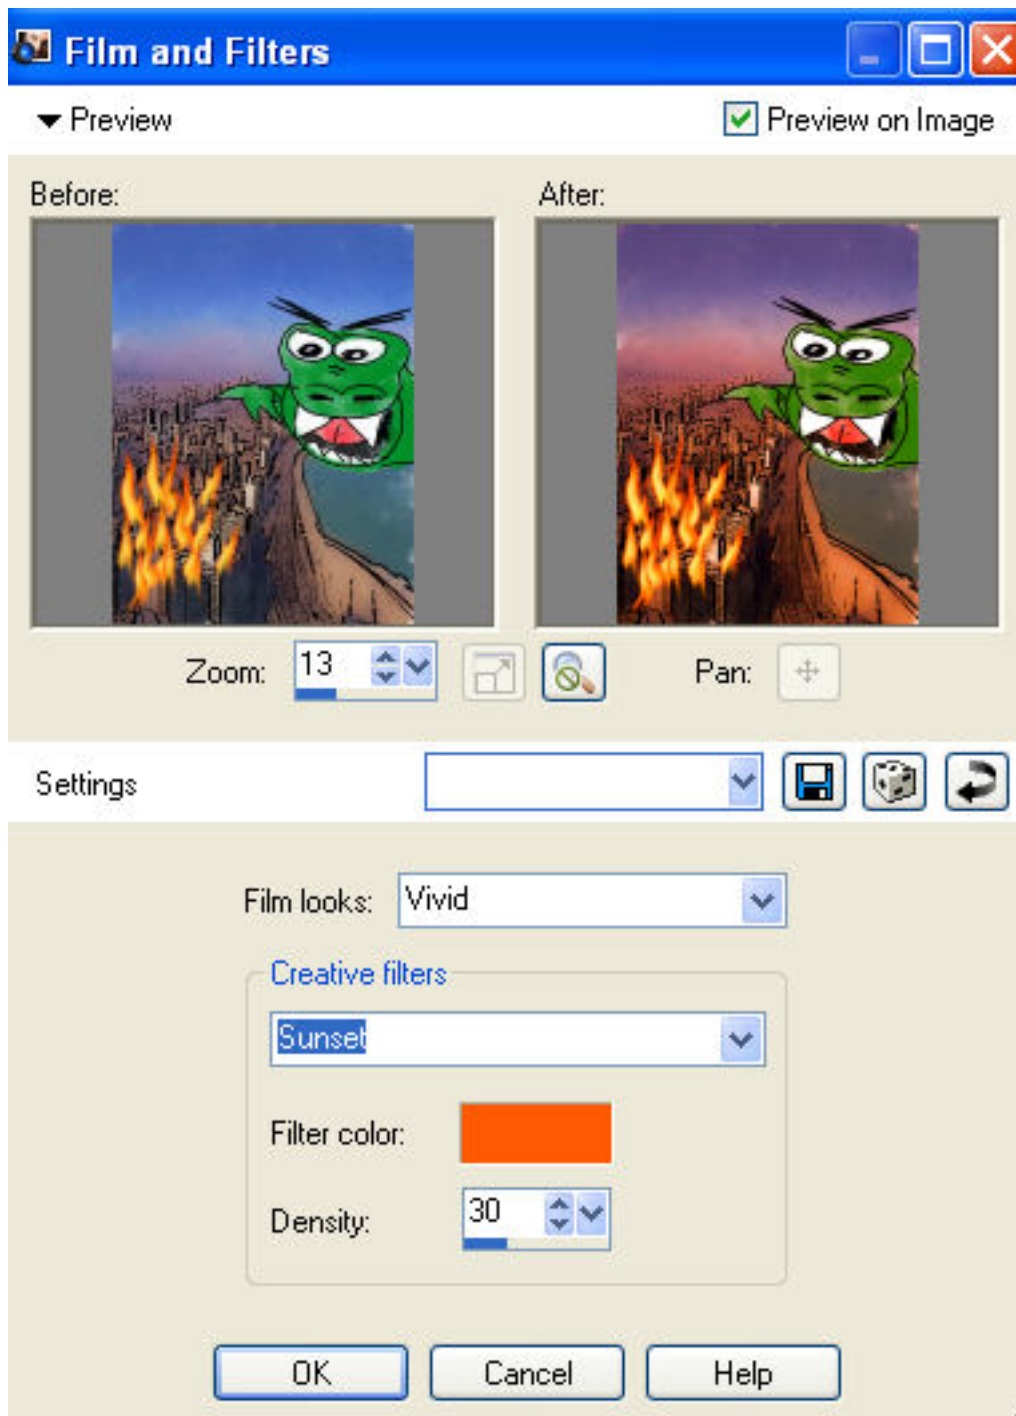 Film and Filters
Preview
Preview on Image
Before:
After:
Zoom: 13
Pan:
Settings
Film looks: Vivid
Creative filters
Sunset
Filter color:
Density: 30
OK Cancel Help